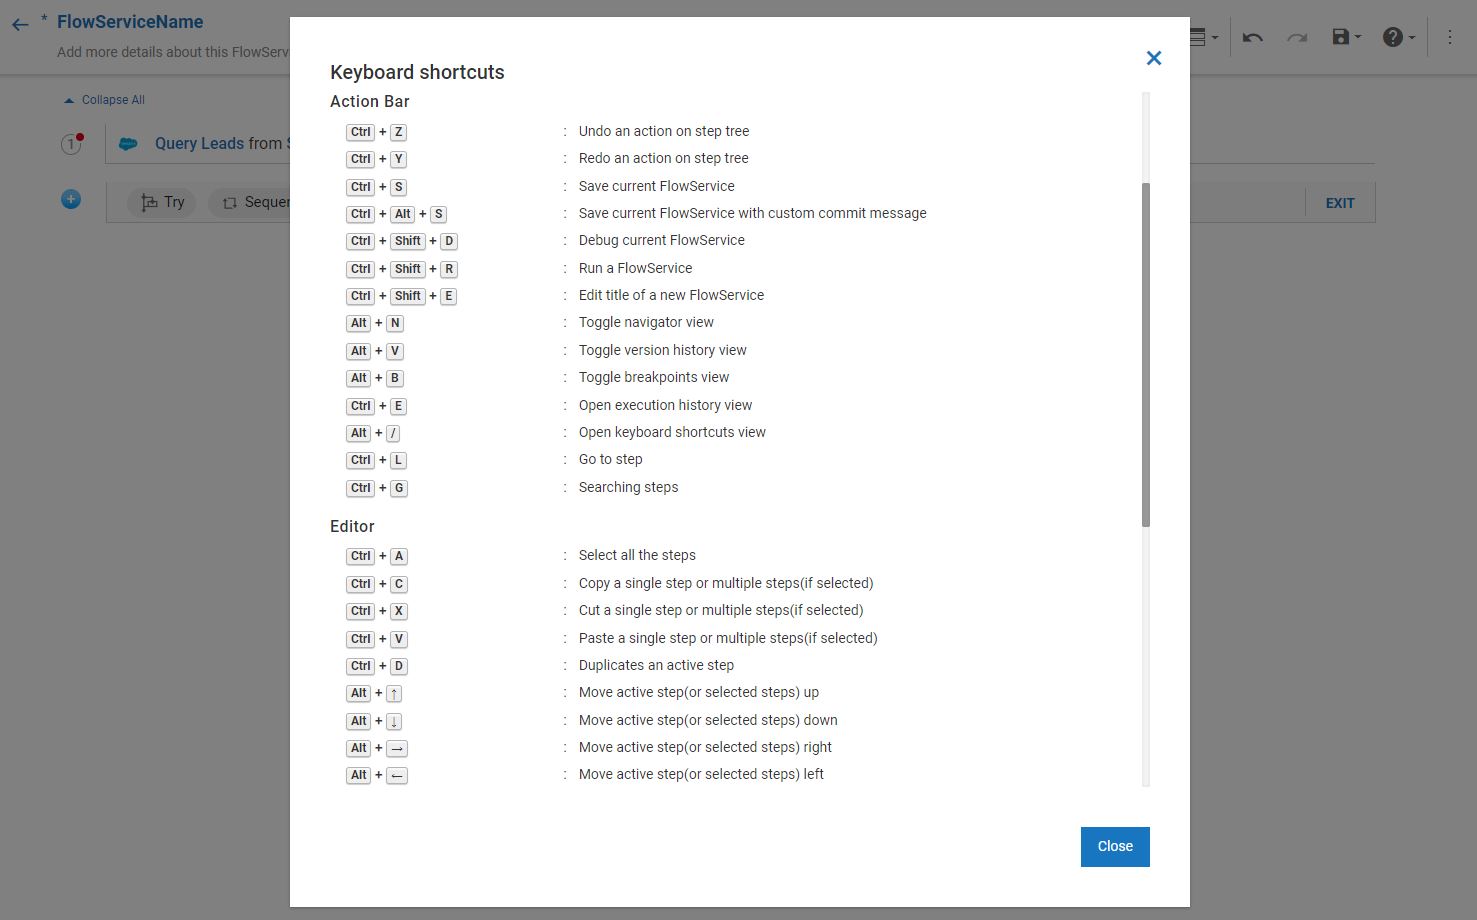 * FlowServiceName
Add more details about this FlowServ
Collapse All
1
Query Leads from S
Try
Sequen
EXIT
Keyboard shortcuts
Action Bar
Ctrl + Z : Undo an action on step tree
Ctrl + Y : Redo an action on step tree
Ctrl + S : Save current FlowService
Ctrl + Alt + S : Save current FlowService with custom commit message
Ctrl + Shift + D : Debug current FlowService
Ctrl + Shift + R : Run a FlowService
Ctrl + Shift + E : Edit title of a new FlowService
Alt + N : Toggle navigator view
Alt + V : Toggle version history view
Alt + B : Toggle breakpoints view
Ctrl + E : Open execution history view
Alt + / : Open keyboard shortcuts view
Ctrl + L : Go to step
Ctrl + G : Searching steps
Editor
Ctrl + A : Select all the steps
Ctrl + C : Copy a single step or multiple steps(if selected)
Ctrl + X : Cut a single step or multiple steps(if selected)
Ctrl + V : Paste a single step or multiple steps(if selected)
Ctrl + D : Duplicates an active step
Alt + ↑ : Move active step(or selected steps) up
Alt + ↓ : Move active step(or selected steps) down
Alt + → : Move active step(or selected steps) right
Alt + ← : Move active step(or selected steps) left
Close